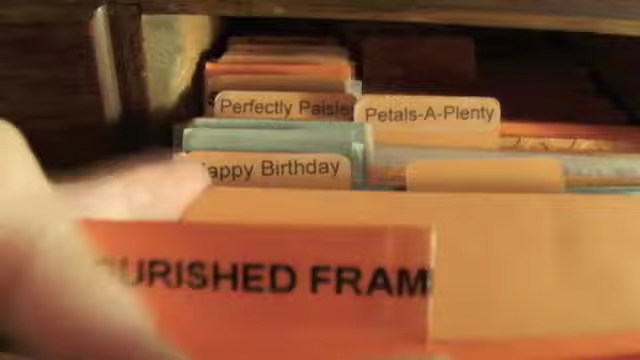 Perfectly Paisle
Petals-A-Plenty
appy Birthday
URISHED FRAM